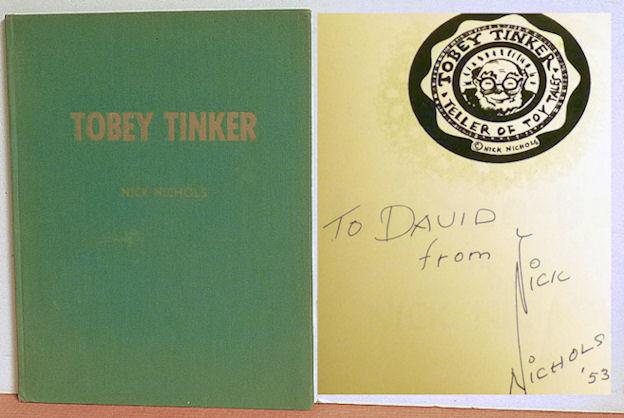 TOBEY TINKER
NICK NICHOLS
TOBEY TINKER
TELLER OF TOY TALES
©NICK NICHOLS
TO DAVID
from
NICK
NICHOLS
'53